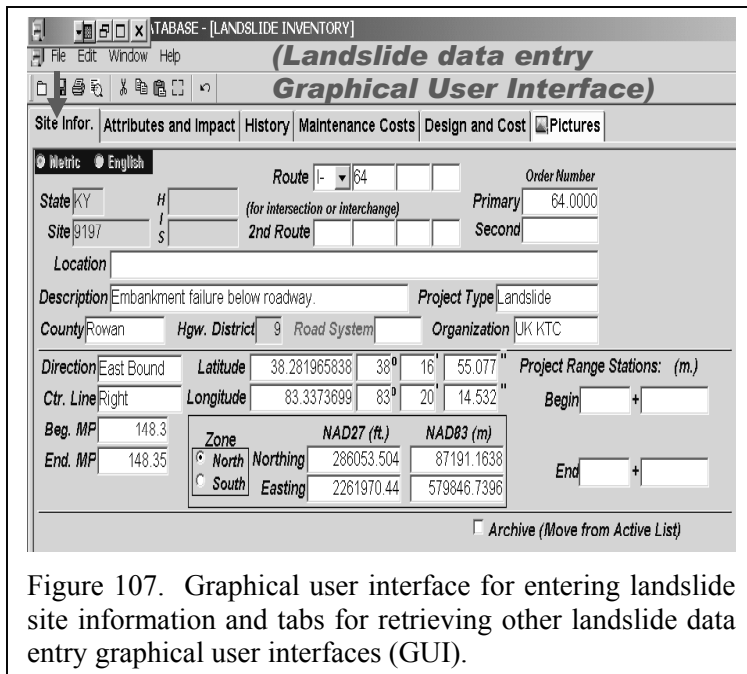 ATABASE - [LANDSLIDE INVENTORY]
File Edit Window Help
(Landslide data entry
Graphical User Interface)
Site Infor. Attributes and Impact History Maintenance Costs Design and Cost Pictures
Metric English
Route I- 64
Order Number
State KY H
I
S
(for intersection or interchange)
Primary 64.0000
Site 9197
2nd Route
Second
Location
Description Embankment failure below roadway. Project Type Landslide
County Rowan Hgw. District 9 Road System Organization UK KTC
Direction East Bound Latitude 38.281965838 38⁰ 16' 55.077" Project Range Stations: (m.)
Ctr. Line Right Longitude 83.3373699 83⁰ 20' 14.532" Begin +
Beg. MP 148.3 Zone NAD27 (ft.) NAD83 (m)
End. MP 148.35 North Northing 286053.504 87191.1638 End +
South Easting 2261970.44 579846.7396
Archive (Move from Active List)
Figure 107. Graphical user interface for entering landslide
site information and tabs for retrieving other landslide data
entry graphical user interfaces (GUI).